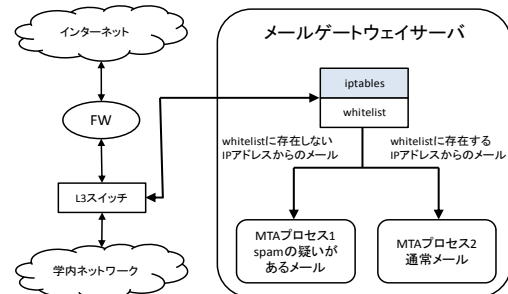 インターネット
FW
L3スイッチ
学内ネットワーク
メールゲートウェイサーバ
iptables
whitelist
whitelistに存在しない
IPアドレスからのメール
whitelistに存在する
IPアドレスからのメール
MTAプロセス1
spamの疑いが
あるメール
MTAプロセス2
通常メール